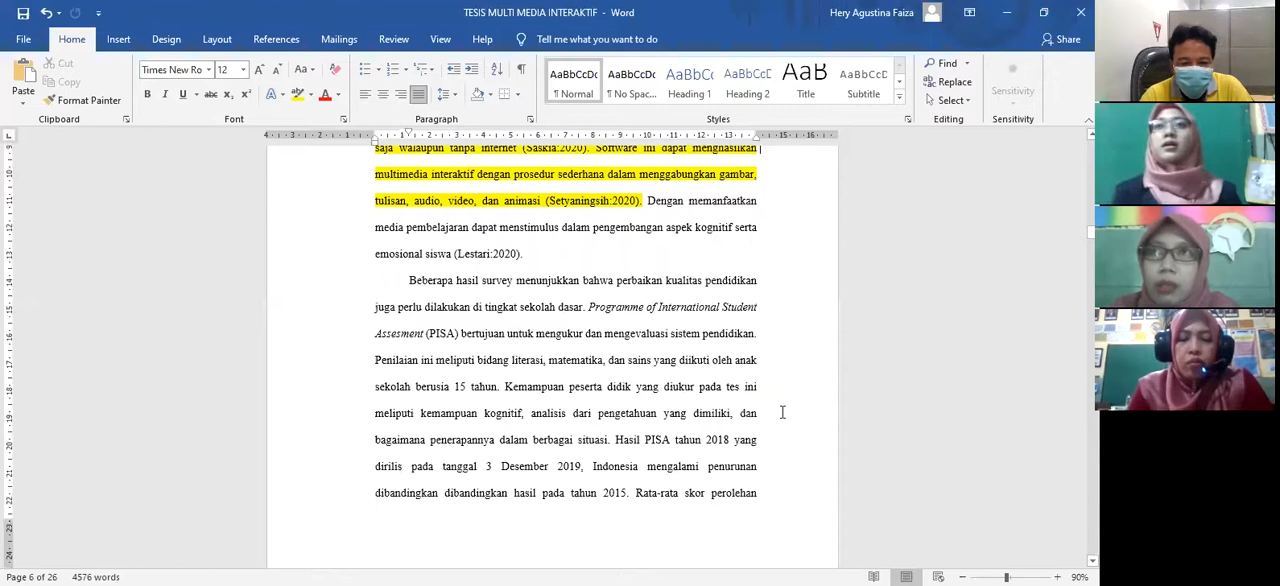 TESIS MULTI MEDIA INTERAKTIF - Word
Hery Agustina Faiza
File Home Insert Design Layout References Mailings Review View Help Tell me what you want to do Share
Cut
Copy
Format Painter
Paste
Clipboard
Times New Ro 12
Aa
B I U abc X2 X2 A ab A
Font
Paragraph
AaBbCcDc AaBbCcDc AaBbCc AaBbCcD AaB AaBbCcD
¶ Normal ¶ No Spac... Heading 1 Heading 2 Title Subtitle
Styles
Find
Replace
Select
Editing
Sensitivity
Sensitivity
saja walaupun tanpa internet (Saskia:2020). Software ini dapat menghasilkan
multimedia interaktif dengan prosedur sederhana dalam menggabungkan gambar,
tulisan, audio, video, dan animasi (Setyaningsih:2020). Dengan memanfaatkan
media pembelajaran dapat menstimulus dalam pengembangan aspek kognitif serta
emosional siswa (Lestari:2020).
Beberapa hasil survey menunjukkan bahwa perbaikan kualitas pendidikan
juga perlu dilakukan di tingkat sekolah dasar. Programme of International Student
Assesment (PISA) bertujuan untuk mengukur dan mengevaluasi sistem pendidikan.
Penilaian ini meliputi bidang literasi, matematika, dan sains yang diikuti oleh anak
sekolah berusia 15 tahun. Kemampuan peserta didik yang diukur pada tes ini
meliputi kemampuan kognitif, analisis dari pengetahuan yang dimiliki, dan
bagaimana penerapannya dalam berbagai situasi. Hasil PISA tahun 2018 yang
dirilis pada tanggal 3 Desember 2019, Indonesia mengalami penurunan
dibandingkan dibandingkan hasil pada tahun 2015. Rata-rata skor perolehan
Page 6 of 26 4576 words
90%